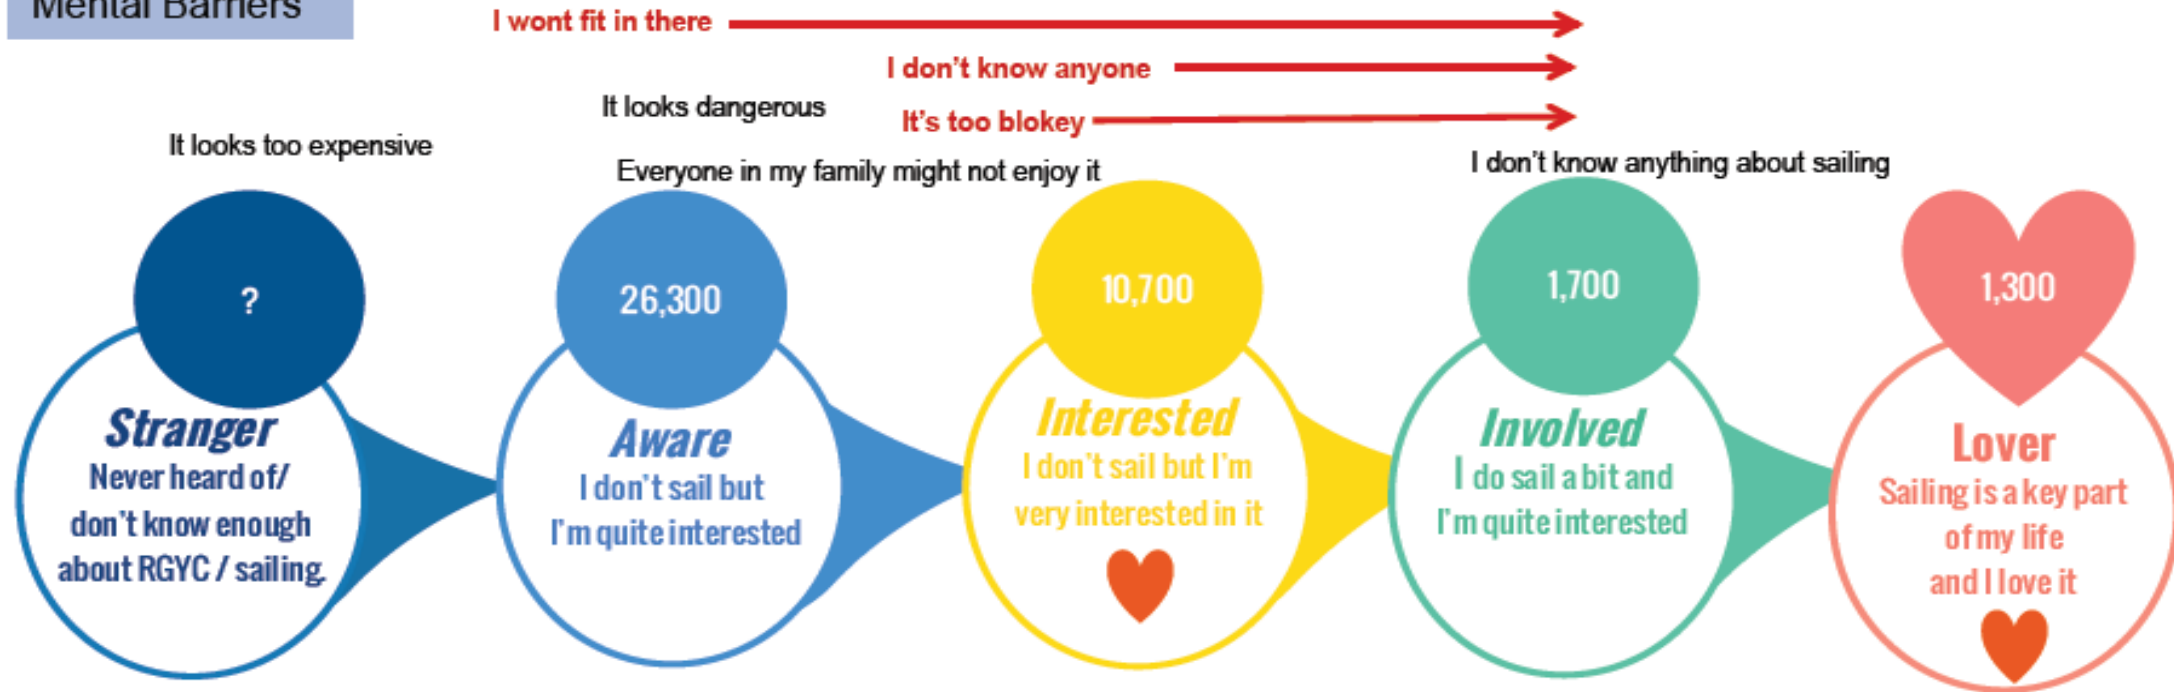 Mental Barriers
I wont fit in there
I don't know anyone
It looks dangerous
It's too blokey
It looks too expensive
Everyone in my family might not enjoy it
I don't know anything about sailing
?
26,300
10,700
1,700
1,300
Stranger
Never heard of/
don't know enough
about RGYC / sailing.
Aware
I don't sail but
I'm quite interested
Interested
I don't sail but I'm
very interested in it
Involved
I do sail a bit and
I'm quite interested
Lover
Sailing is a key part
of my life
and I love it